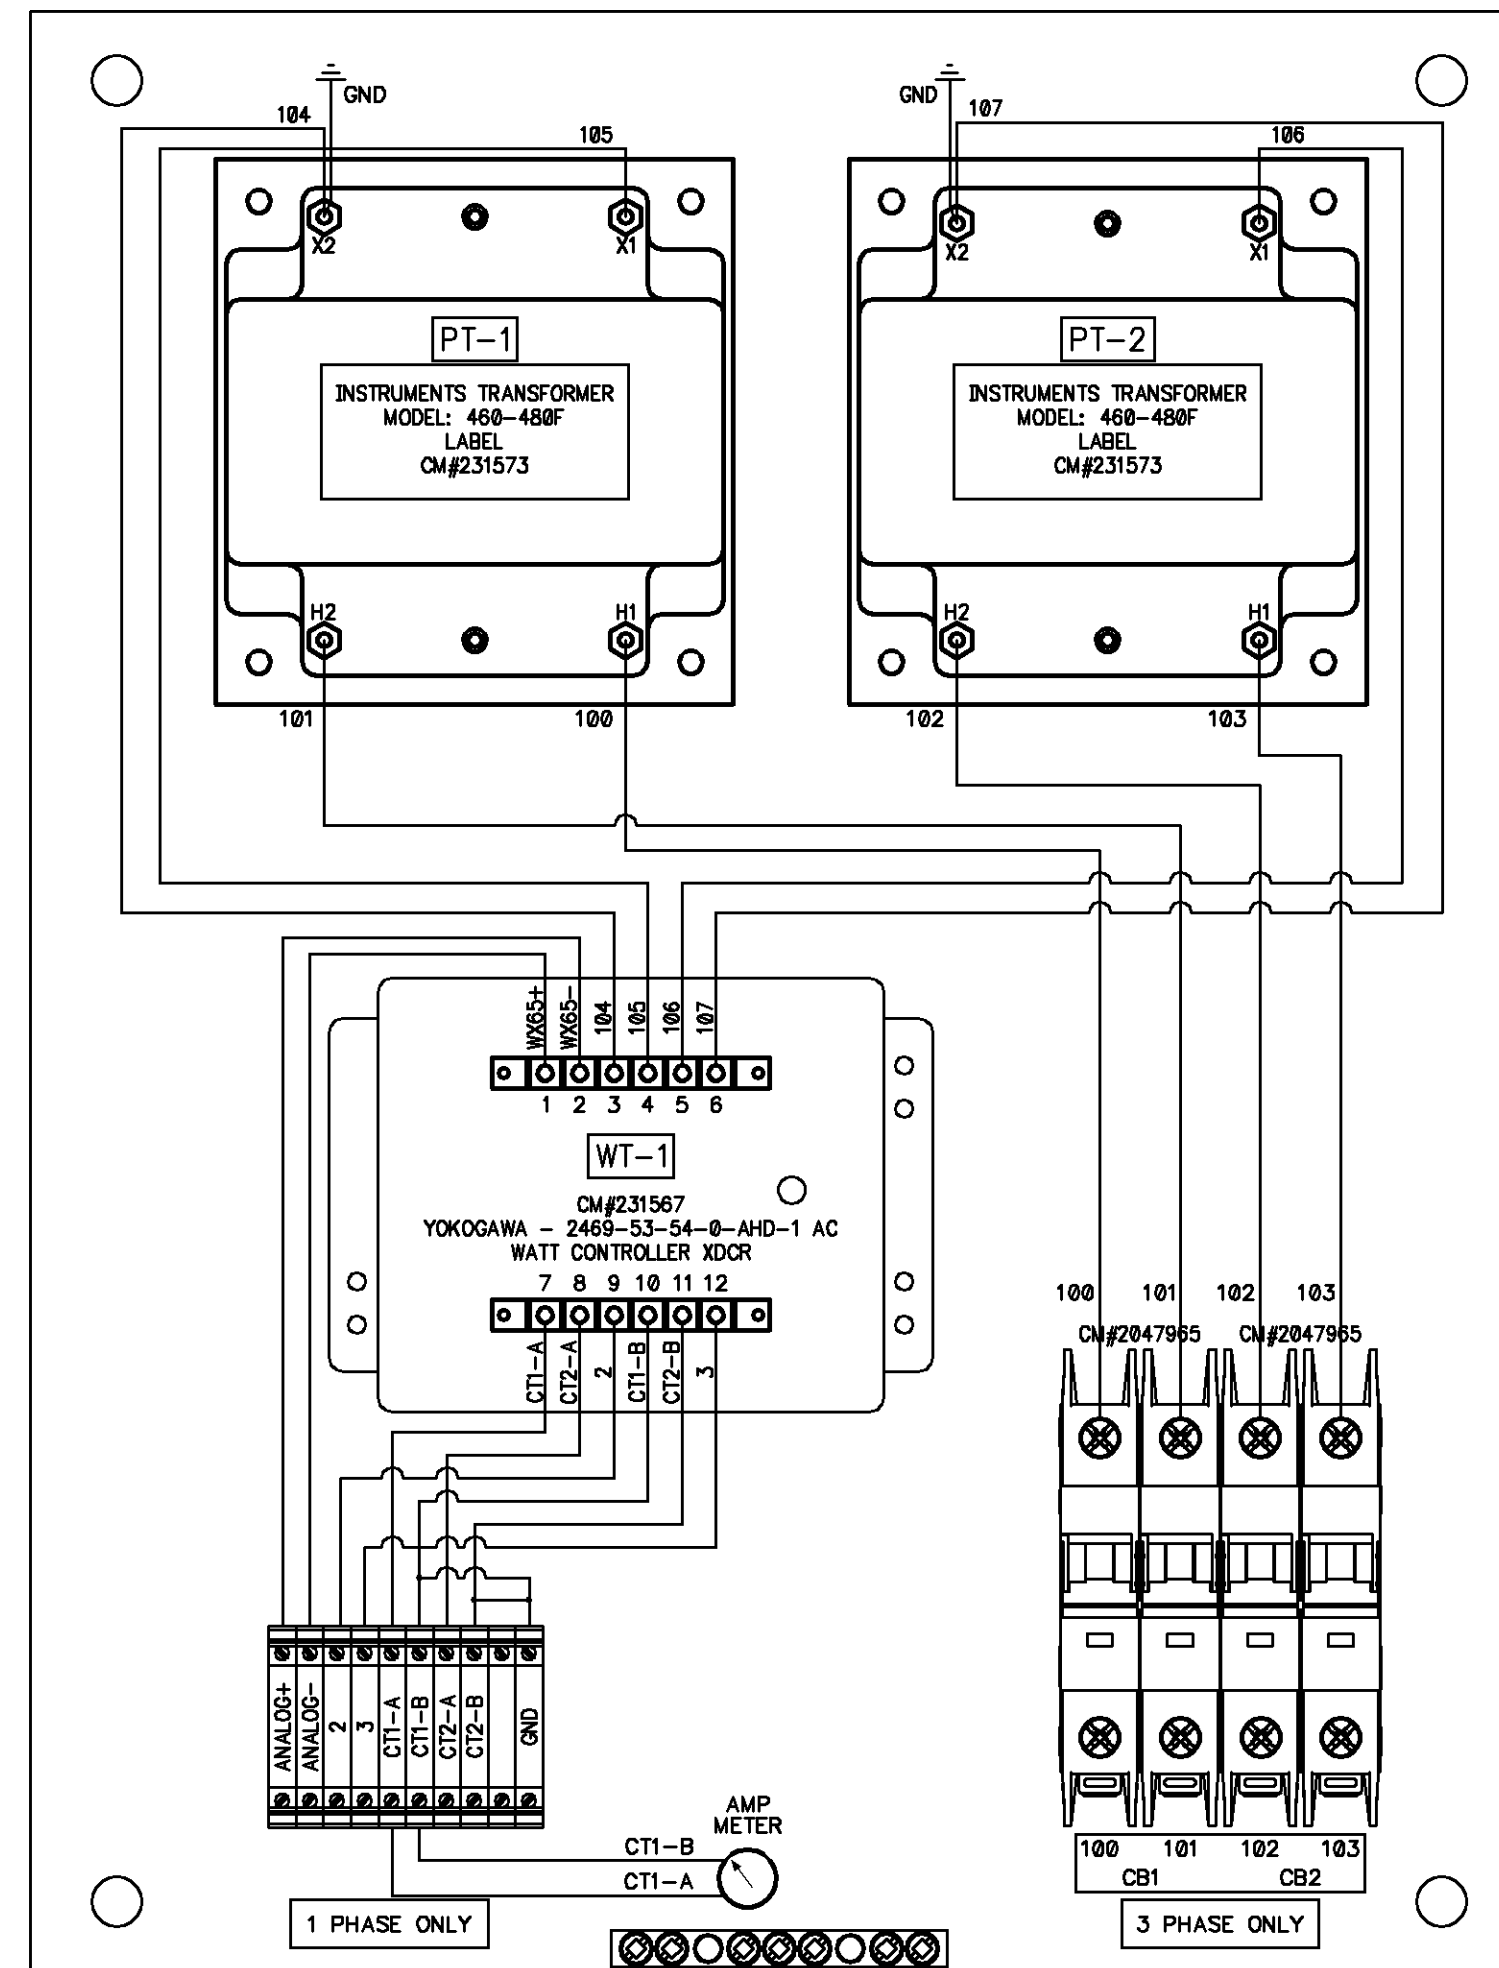 GND
GND
104
107
105
106
X2
X1
X2
X1
PT-1
PT-2
INSTRUMENTS TRANSFORMER
MODEL: 460-480F
LABEL
CM#231573
INSTRUMENTS TRANSFORMER
MODEL: 460-480F
LABEL
CM#231573
H2
H1
H2
H1
101
100
102
103
WX65+
WX65-
104
105
106
107
1 2 3 4 5 6
WT-1
CM#231567
YOKOGAWA - 2469-53-54-0-AHD-1 AC
WATT CONTROLLER XDCR
7 8 9 10 11 12
CT1-A
CT2-A
2
CT1-B
CT2-B
3
100
101
102
103
CM#2047965
CM#2047965
ANALOG+
ANALOG-
2
3
CT1-A
CT1-B
CT2-A
CT2-B
GND
AMP
METER
CT1-B
CT1-A
100 101 102 103
CB1 CB2
1 PHASE ONLY
3 PHASE ONLY